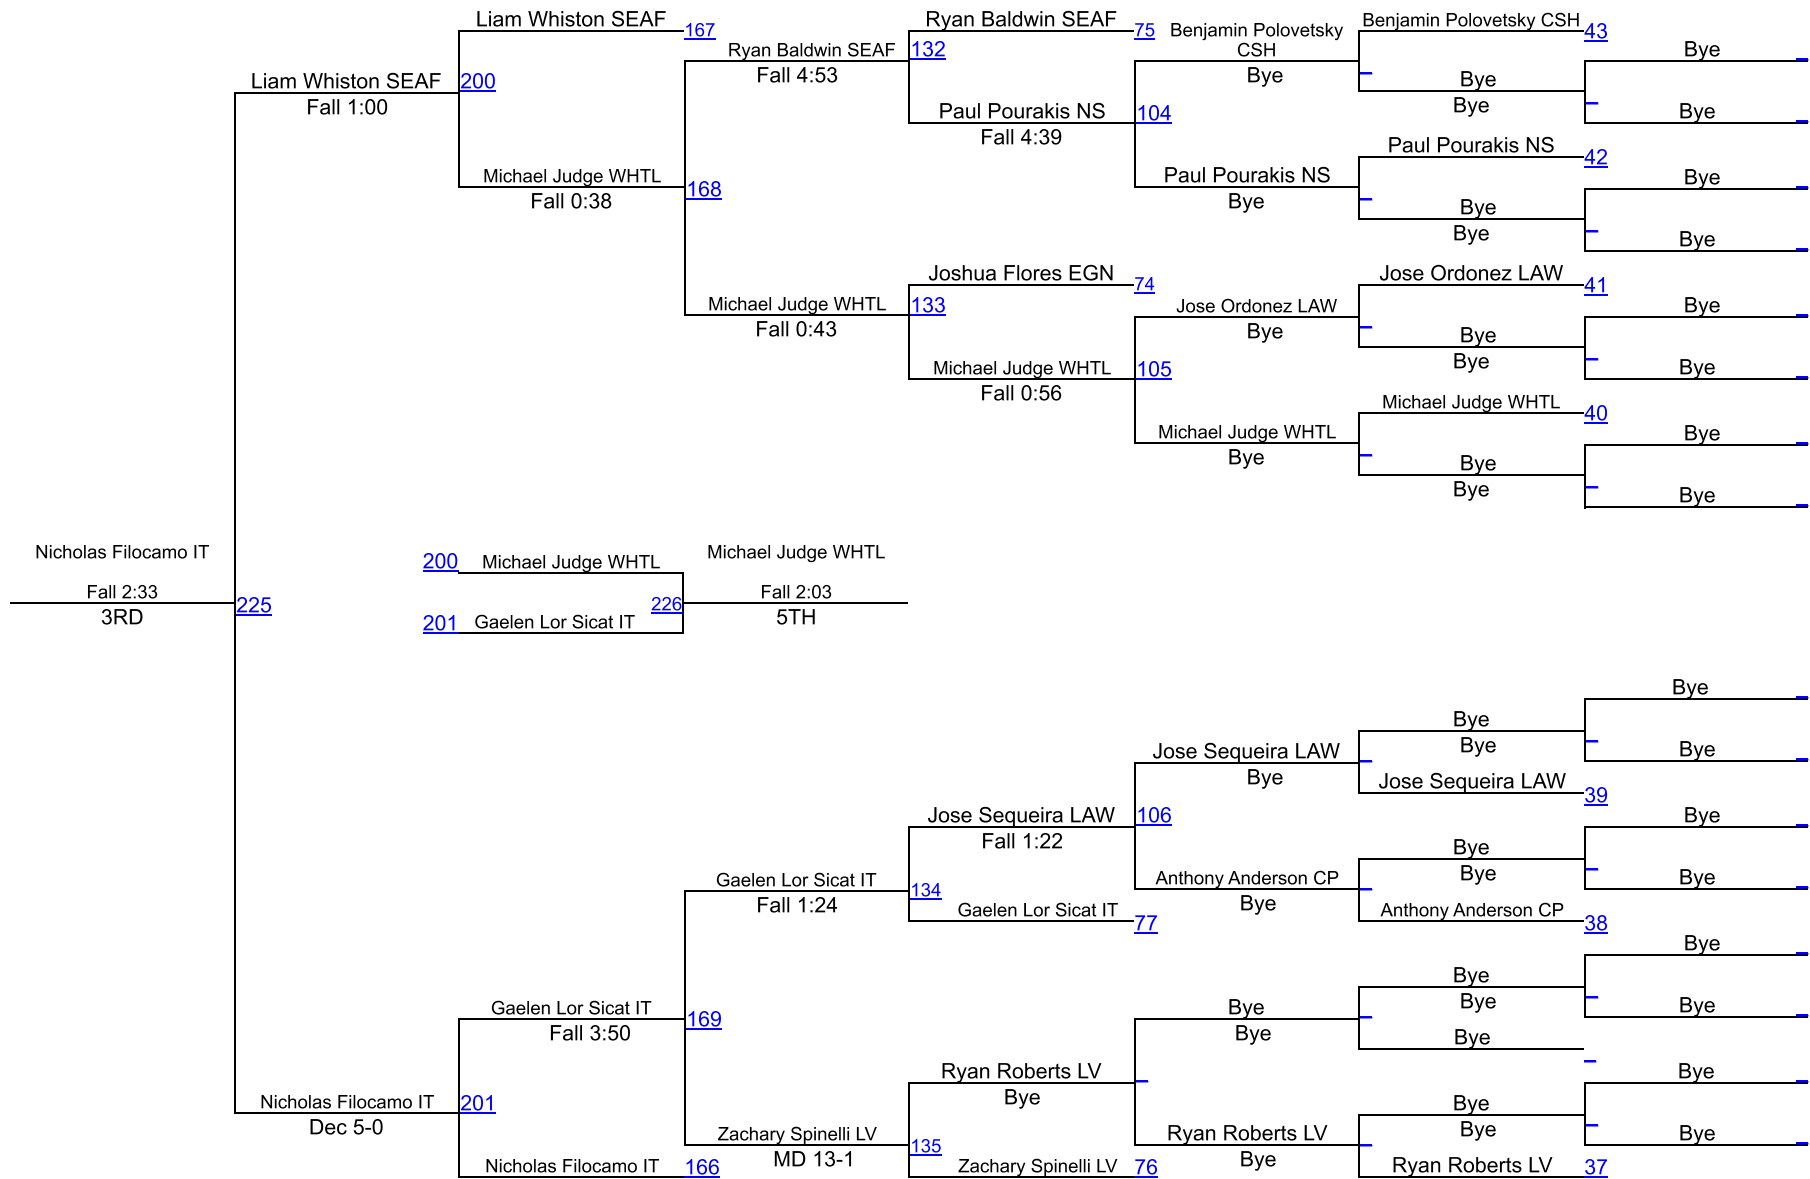 Liam Whiston SEAF
167
Ryan Baldwin SEAF
75
Benjamin Polovetsky
CSH
Bye
Benjamin Polovetsky CSH
43
Bye
Ryan Baldwin SEAF
Fall 4:53
132
Bye
Bye
Liam Whiston SEAF
Fall 1:00
200
Paul Pourakis NS
Fall 4:39
104
Bye
Paul Pourakis NS
42
Michael Judge WHTL
Fall 0:38
168
Paul Pourakis NS
Bye
Bye
Bye
Bye
Bye
Joshua Flores EGN
74
Jose Ordonez LAW
41
Michael Judge WHTL
Fall 0:43
133
Jose Ordonez LAW
Bye
Bye
Bye
Bye
Michael Judge WHTL
Fall 0:56
105
Bye
Michael Judge WHTL
40
Michael Judge WHTL
Bye
Bye
Bye
Bye
Bye
Nicholas Filocamo IT
Fall 2:33
3RD
225
200
Michael Judge WHTL
Michael Judge WHTL
226
Fall 2:03
5TH
201
Gaelen Lor Sicat IT
Bye
Bye
Bye
Bye
Jose Sequeira LAW
Bye
Jose Sequeira LAW
39
Jose Sequeira LAW
Fall 1:22
106
Bye
Bye
Bye
Bye
Gaelen Lor Sicat IT
Fall 1:24
134
Anthony Anderson CP
Bye
Gaelen Lor Sicat IT
77
Anthony Anderson CP
38
Bye
Bye
Bye
Bye
Gaelen Lor Sicat IT
Fall 3:50
169
Bye
Bye
Bye
Ryan Roberts LV
Bye
Bye
Nicholas Filocamo IT
Dec 5-0
201
Bye
Bye
Bye
Zachary Spinelli LV
MD 13-1
135
Ryan Roberts LV
Bye
Nicholas Filocamo IT
166
Zachary Spinelli LV
76
Ryan Roberts LV
37